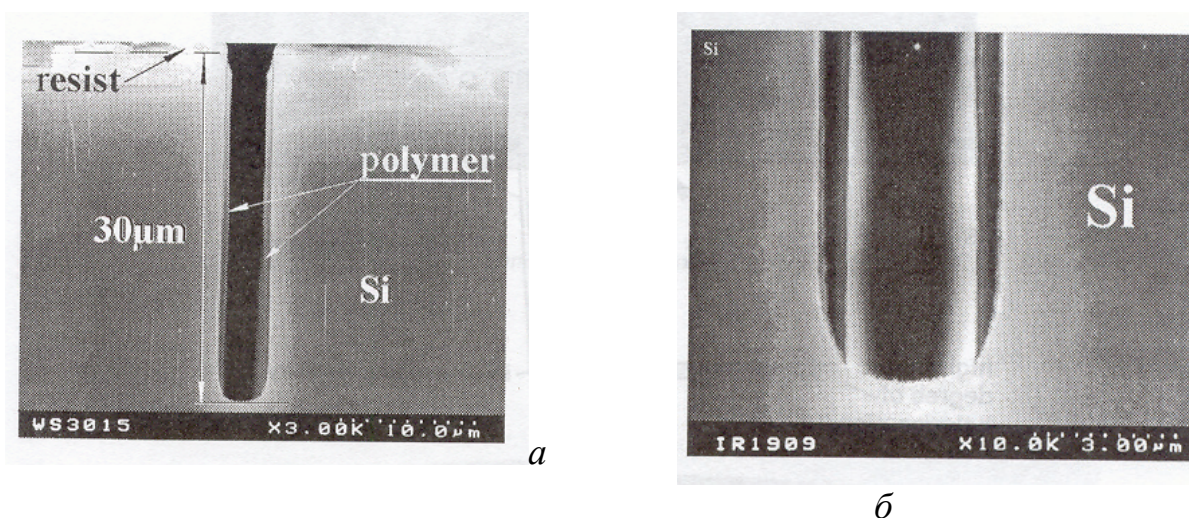 resist
polymer
30µm
Si
WS3015 X3.00K 10.0µm
а
Si
Si
IR1909 X10.0K 3.00µm
б